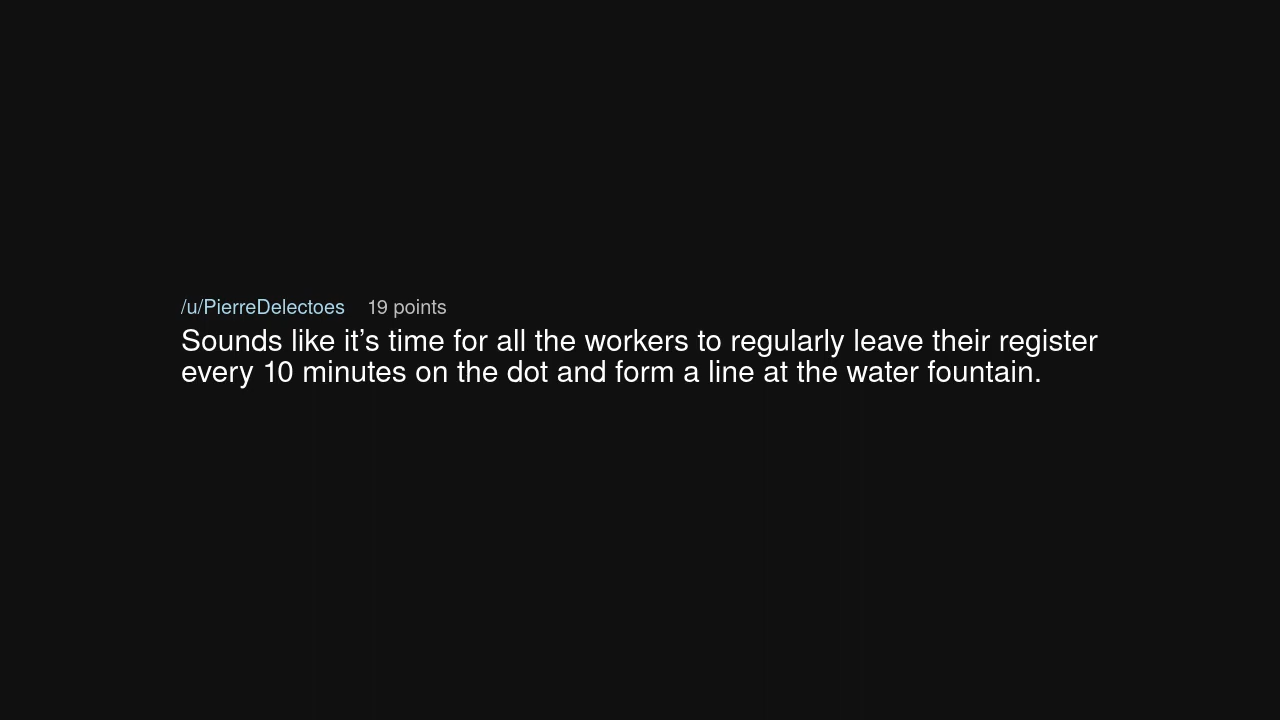 /u/PierreDelectoes 19 points
Sounds like it’s time for all the workers to regularly leave their register
every 10 minutes on the dot and form a line at the water fountain.